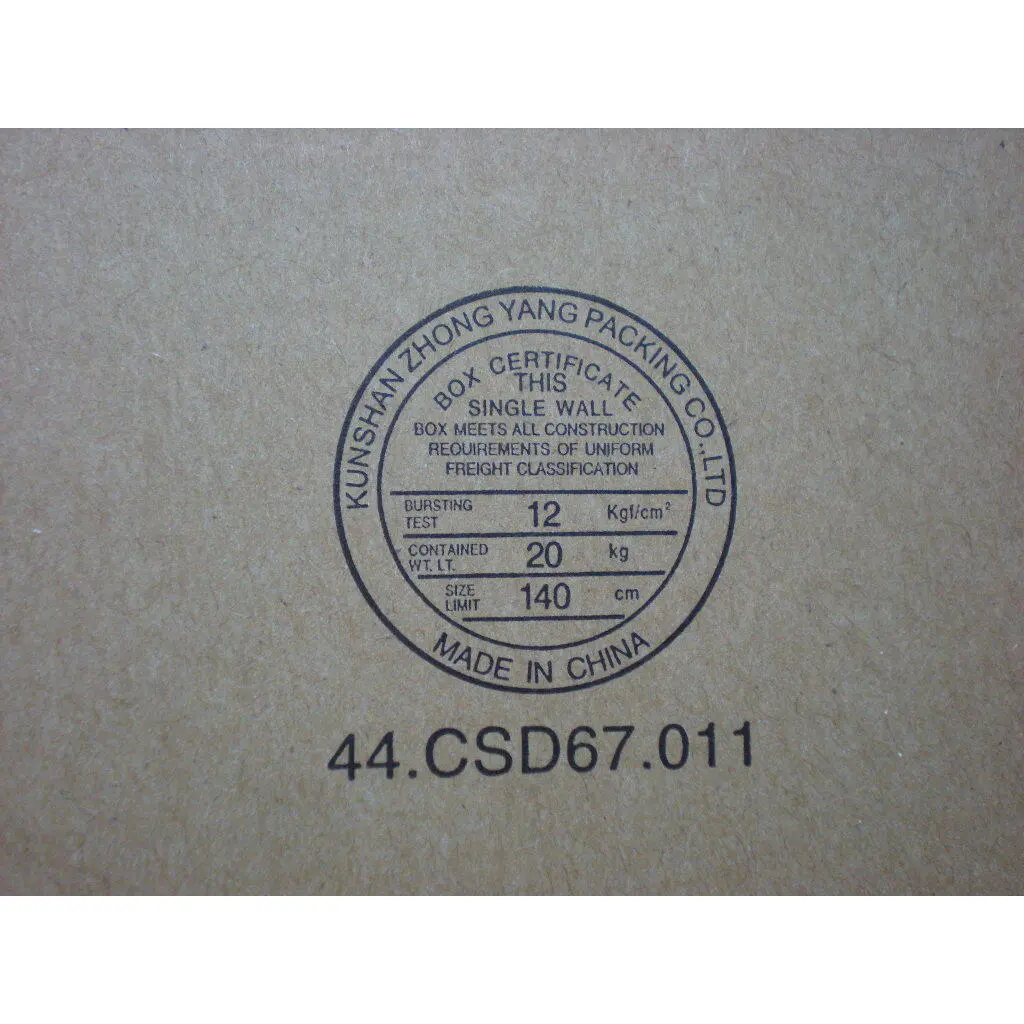 KUNSHAN ZHONG YANG PACKING CO.,LTD
BOX CERTIFICATE
THIS
SINGLE WALL
BOX MEETS ALL CONSTRUCTION
REQUIREMENTS OF UNIFORM
FREIGHT CLASSIFICATION
BURSTING TEST 12 Kgf/cm²
CONTAINED WT. LT. 20 kg
SIZE LIMIT 140 cm
MADE IN CHINA
44.CSD67.011